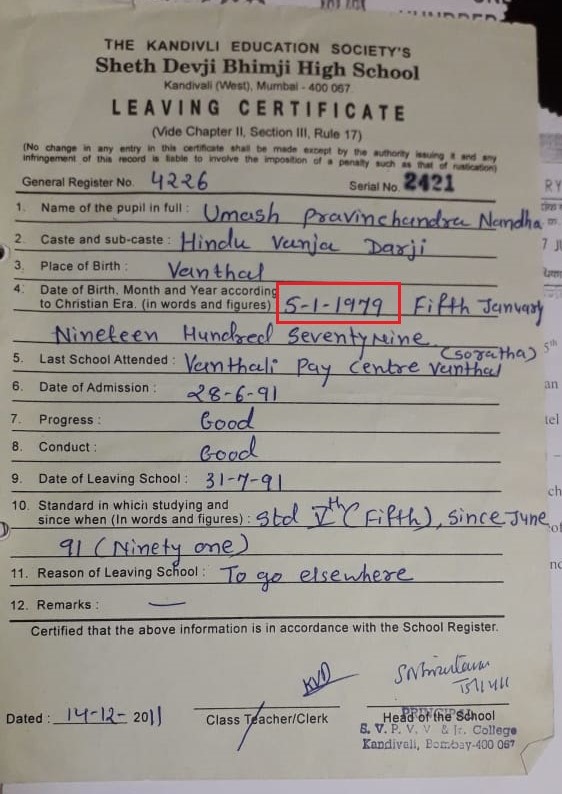 THE KANDIVLI EDUCATION SOCIETY'S
Sheth Devji Bhimji High School
Kandivali (West), Mumbai - 400 067.
LEAVING CERTIFICATE
(Vide Chapter II, Section III, Rule 17)
(No change in any entry in this certificate shall be made except by the authority issuing it and any
infringement of this record is liable to involve the imposition of a penalty such as that of rustication)
General Register No. 4226 Serial No. 2421
1. Name of the pupil in full : Umash Pravinchandra Nandha
2. Caste and sub-caste : Hindu Vanja Darji
3. Place of Birth : Vanthal
4. Date of Birth, Month and Year according
to Christian Era. (in words and figures) 5-1-1979 Fifth January
Nineteen Hundred Seventy Nine
(Soratha)
5. Last School Attended : Vanthali Pay Centre Vanthal
6. Date of Admission : 28-6-91
7. Progress : Good
8. Conduct : Good
9. Date of Leaving School : 31-7-91
10. Standard in which studying and
since when (In words and figures) : Std Vth (Fifth), Since June
91 (Ninety one)
11. Reason of Leaving School : To go elsewhere
12. Remarks : —
Certified that the above information is in accordance with the School Register.
Dated : 14-12-2011 Class Teacher/Clerk Head of the School
PRINCIPAL
S. V. P. V. V & Jr. College
Kandivali, Bombay-400 067